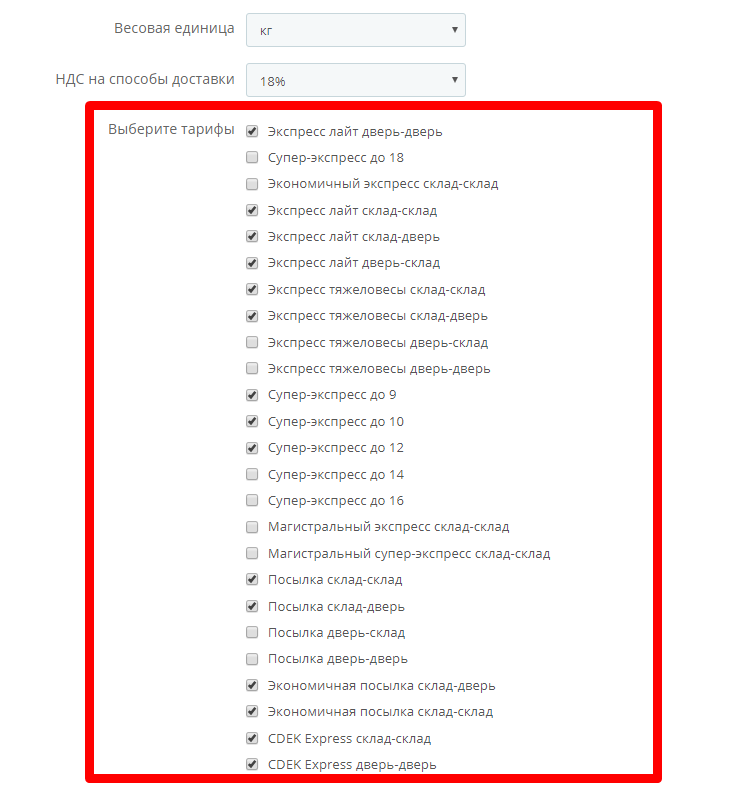 Весовая единица кг
НДС на способы доставки 18%
Выберите тарифы Экспресс лайт дверь-дверь
Супер-экспресс до 18
Экономичный экспресс склад-склад
Экспресс лайт склад-склад
Экспресс лайт склад-дверь
Экспресс лайт дверь-склад
Экспресс тяжеловесы склад-склад
Экспресс тяжеловесы склад-дверь
Экспресс тяжеловесы дверь-склад
Экспресс тяжеловесы дверь-дверь
Супер-экспресс до 9
Супер-экспресс до 10
Супер-экспресс до 12
Супер-экспресс до 14
Супер-экспресс до 16
Магистральный экспресс склад-склад
Магистральный супер-экспресс склад-склад
Посылка склад-склад
Посылка склад-дверь
Посылка дверь-склад
Посылка дверь-дверь
Экономичная посылка склад-дверь
Экономичная посылка склад-склад
CDEK Express склад-склад
CDEK Express дверь-дверь